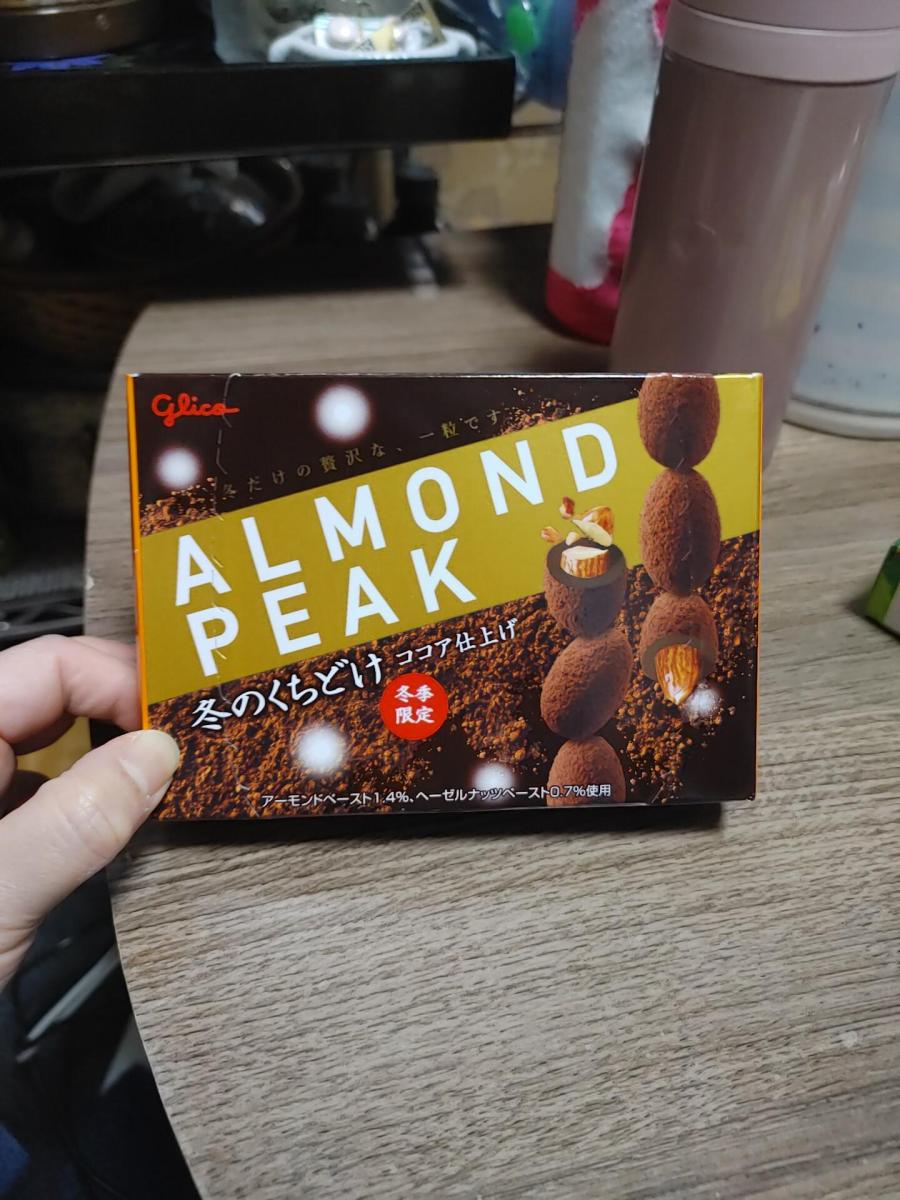 glico
冬だけの贅沢な、一粒です
ALMOND
PEAK
冬のくちどけ ココア仕上げ
冬季
限定
アーモンドペースト1.4%、ヘーゼルナッツペースト0.7%使用